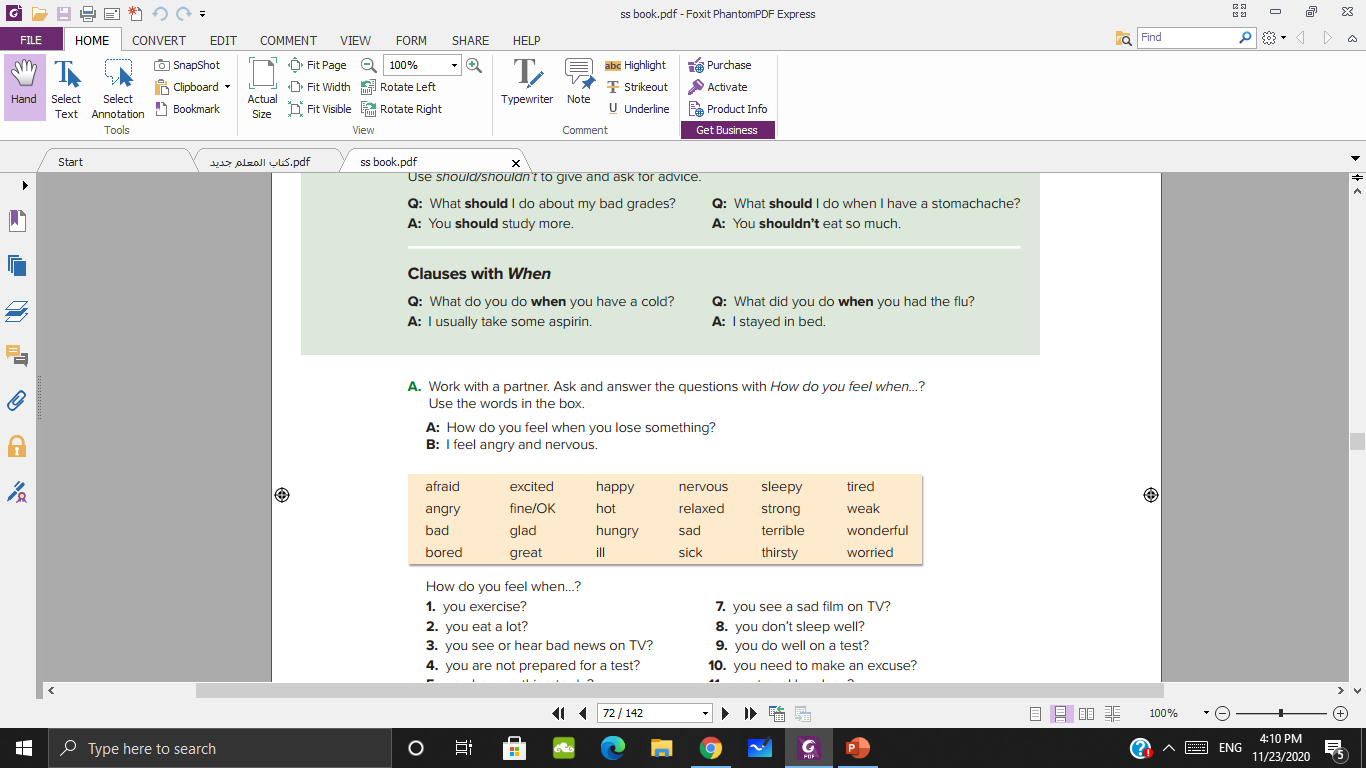 ss book.pdf - Foxit PhantomPDF Express
FILE HOME CONVERT EDIT COMMENT VIEW FORM SHARE HELP
Find
Hand
Select
Text
Select
Annotation
SnapShot
Clipboard
Bookmark
Tools
Actual
Size
Fit Page
Fit Width
Fit Visible
100%
Rotate Left
Rotate Right
View
Typewriter
Note
Highlight
Strikeout
Underline
Comment
Purchase
Activate
Product Info
Get Business
Start
كتاب المعلم جديد.pdf
ss book.pdf
Use should/shouldn't to give and ask for advice.
Q: What should I do about my bad grades?
A: You should study more.
Q: What should I do when I have a stomachache?
A: You shouldn't eat so much.
Clauses with When
Q: What do you do when you have a cold?
A: I usually take some aspirin.
Q: What did you do when you had the flu?
A: I stayed in bed.
A. Work with a partner. Ask and answer the questions with How do you feel when...?
Use the words in the box.
A: How do you feel when you lose something?
B: I feel angry and nervous.
afraid excited happy nervous sleepy tired
angry fine/OK hot relaxed strong weak
bad glad hungry sad terrible wonderful
bored great ill sick thirsty worried
How do you feel when...?
1. you exercise?
2. you eat a lot?
3. you see or hear bad news on TV?
4. you are not prepared for a test?
7. you see a sad film on TV?
8. you don't sleep well?
9. you do well on a test?
10. you need to make an excuse?
72 / 142
100%
Type here to search
ENG
4:10 PM
11/23/2020
5